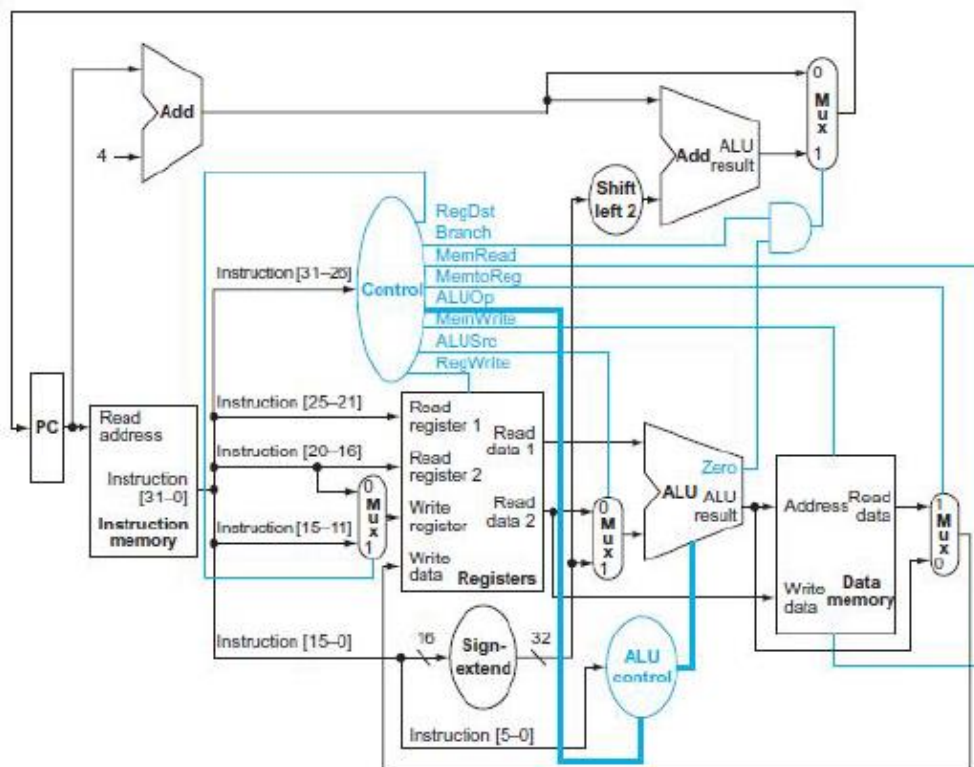 Add
4
0
Mux
1
Add
ALU
result
Shift
left 2
RegDst
Branch
MemRead
MemtoReg
ALUOp
MemWrite
ALUSrc
RegWrite
Control
Instruction [31–26]
PC
Read
address
Instruction
[31–0]
Instruction
memory
Instruction [25–21]
Instruction [20–16]
0
Mux
1
Instruction [15–11]
Read
register 1
Read
register 2
Write
register
Write
data
Read
data 1
Read
data 2
Registers
0
Mux
1
Zero
ALU
ALU
result
Address
Read
data
Write
data
Data
memory
1
Mux
0
Instruction [15–0]
16
Sign-
extend
32
ALU
control
Instruction [5–0]